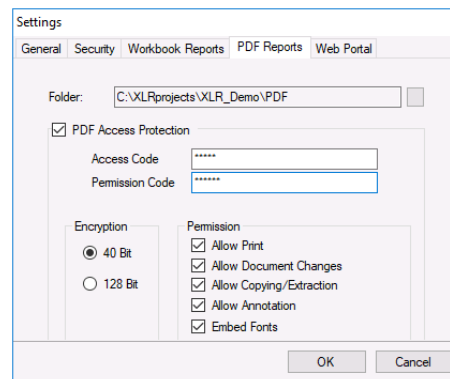 Settings
General Security Workbook Reports PDF Reports Web Portal
Folder: C:\XLRprojects\XLR_Demo\PDF
PDF Access Protection
Access Code *****
Permission Code ******
Encryption Permission
40 Bit Allow Print
Allow Document Changes
128 Bit Allow Copying/Extraction
Allow Annotation
Embed Fonts
OK Cancel